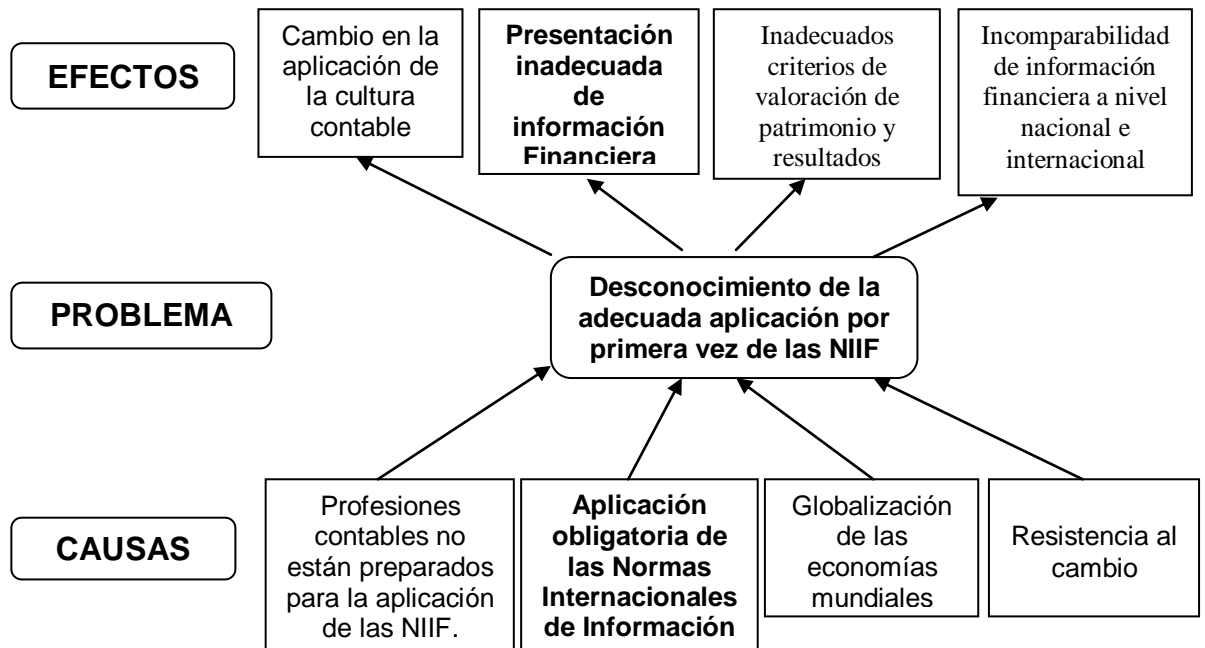 EFECTOS
Cambio en la
aplicación de
la cultura
contable
Presentación
inadecuada
de
información
Financiera
Inadecuados
criterios de
valoración de
patrimonio y
resultados
Incomparabilidad
de información
financiera a nivel
nacional e
internacional
PROBLEMA
Desconocimiento de la
adecuada aplicación por
primera vez de las NIIF
CAUSAS
Profesiones
contables no
están preparados
para la aplicación
de las NIIF.
Aplicación
obligatoria de
las Normas
Internacionales
de Información
Globalización
de las
economías
mundiales
Resistencia al
cambio